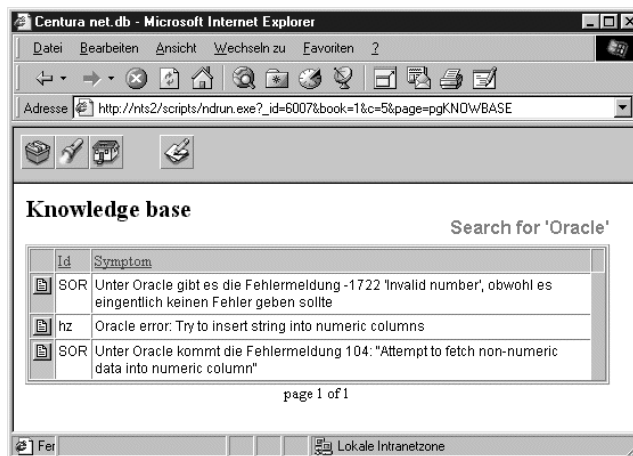 Centura net.db - Microsoft Internet Explorer
Datei Bearbeiten Ansicht Wechseln zu Favoriten ?
Adresse http://nts2/scripts/ndrun.exe?_id=6007&book=1&c=5&page=pgKNOWBASE
Knowledge base
Search for 'Oracle'
Id Symptom
SOR Unter Oracle gibt es die Fehlermeldung -1722 'Invalid number', obwohl es
eingentlich keinen Fehler geben sollte
hz Oracle error: Try to insert string into numeric columns
SOR Unter Oracle kommt die Fehlermeldung 104: "Attempt to fetch non-numeric
data into numeric column"
page 1 of 1
Fer Lokale Intranetzone